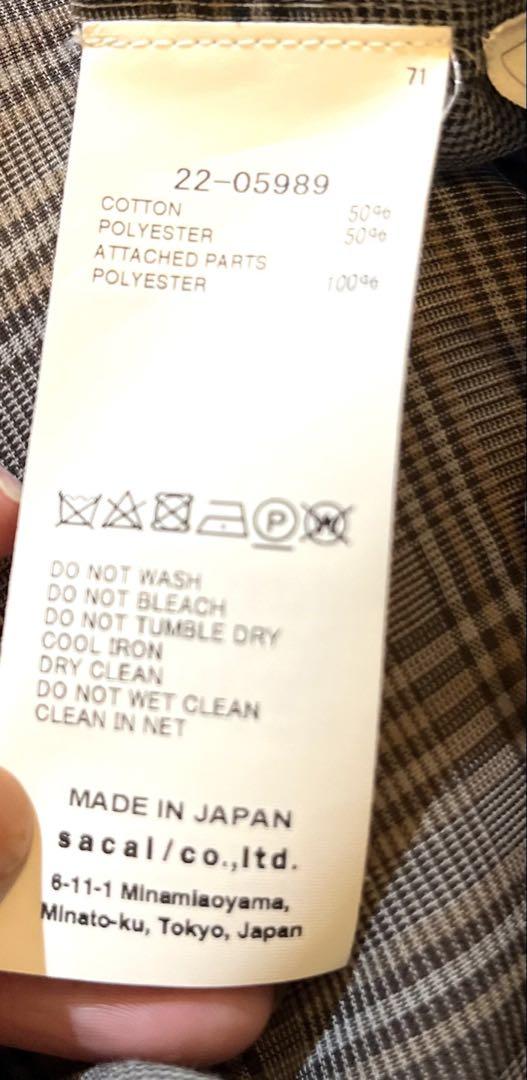 71
22-05989
COTTON 50%
POLYESTER 50%
ATTACHED PARTS
POLYESTER 100%
P W
DO NOT WASH
DO NOT BLEACH
DO NOT TUMBLE DRY
COOL IRON
DRY CLEAN
DO NOT WET CLEAN
CLEAN IN NET
MADE IN JAPAN
sacai/co.,ltd.
6-11-1 Minamiaoyama,
Minato-ku, Tokyo, Japan